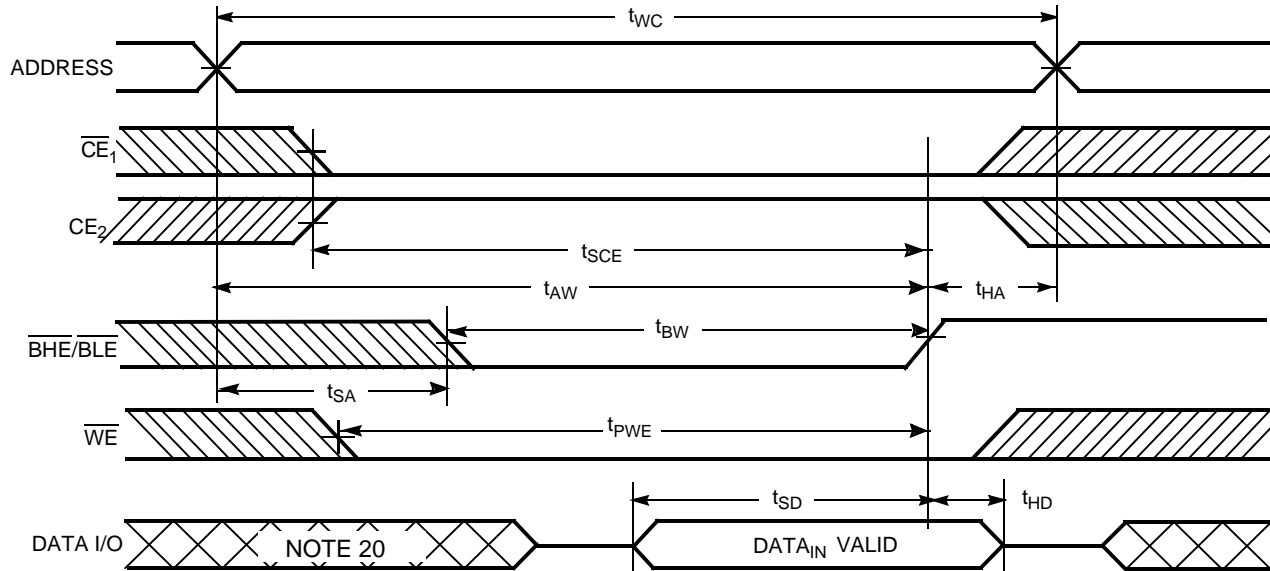 tWC
ADDRESS
CE1
CE2
tSCE
tAW
tHA
BHE/BLE
tBW
tSA
WE
tPWE
tSD
tHD
DATA I/O
NOTE 20
DATAIN VALID